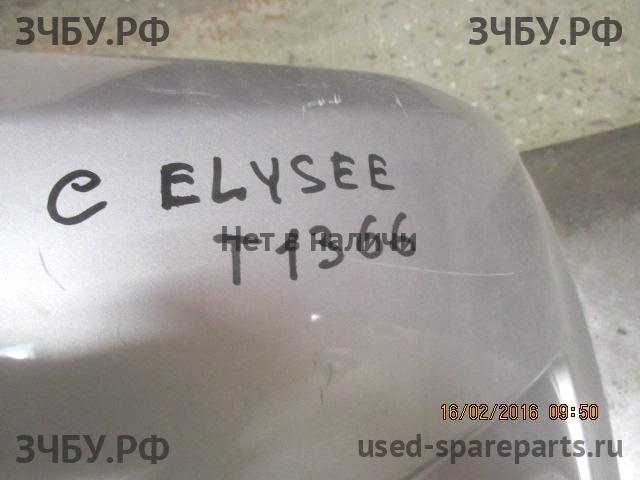 ЗЧБУ.РФ ЗЧБУ.РФ
C ELYSEE
Нет в наличи
T1366
16/02/2016 09:50
ЗЧБУ.РФ used-spareparts.ru